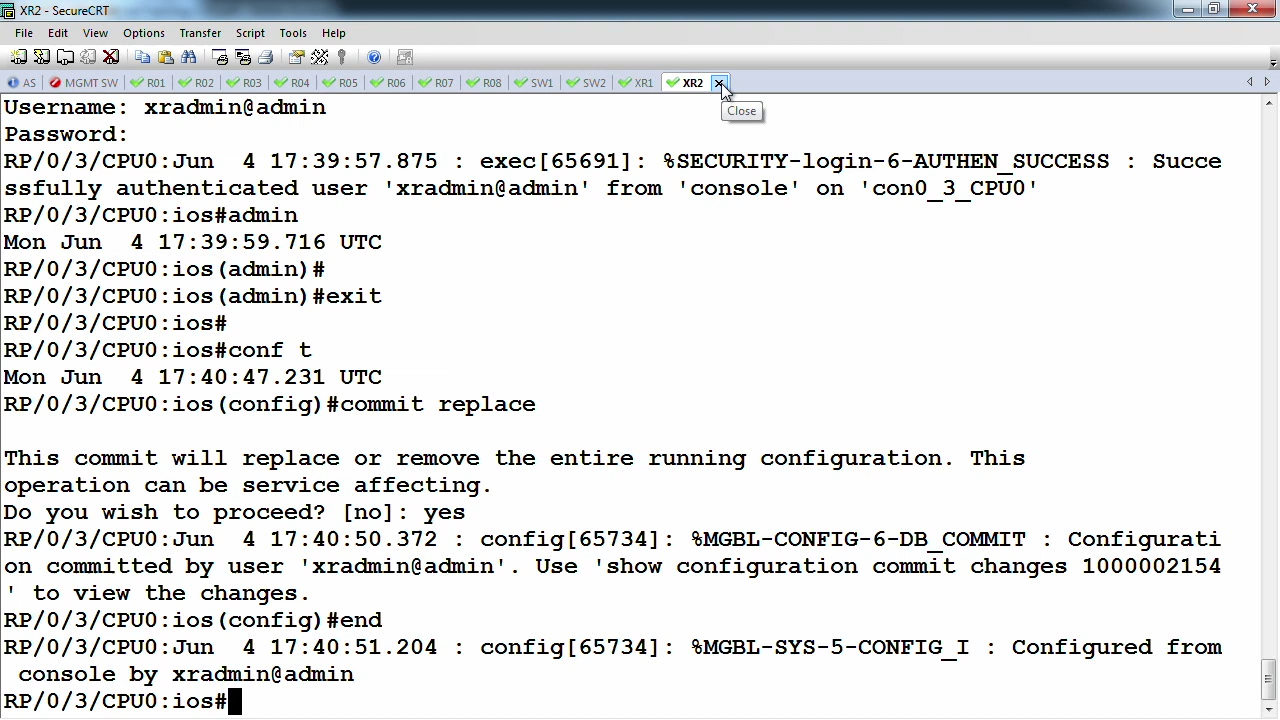 XR2 - SecureCRT
File Edit View Options Transfer Script Tools Help
AS MGMT SW R01 R02 R03 R04 R05 R06 R07 R08 SW1 SW2 XR1 XR2
Close
Username: xradmin@admin
Password:
RP/0/3/CPU0:Jun  4 17:39:57.875 : exec[65691]: %SECURITY-login-6-AUTHEN_SUCCESS : Succe
ssfully authenticated user 'xradmin@admin' from 'console' on 'con0_3_CPU0'
RP/0/3/CPU0:ios#admin
Mon Jun  4 17:39:59.716 UTC
RP/0/3/CPU0:ios(admin)#
RP/0/3/CPU0:ios(admin)#exit
RP/0/3/CPU0:ios#
RP/0/3/CPU0:ios#conf t
Mon Jun  4 17:40:47.231 UTC
RP/0/3/CPU0:ios(config)#commit replace
This commit will replace or remove the entire running configuration. This
operation can be service affecting.
Do you wish to proceed? [no]: yes
RP/0/3/CPU0:Jun  4 17:40:50.372 : config[65734]: %MGBL-CONFIG-6-DB_COMMIT : Configurati
on committed by user 'xradmin@admin'. Use 'show configuration commit changes 1000002154
' to view the changes.
RP/0/3/CPU0:ios(config)#end
RP/0/3/CPU0:Jun  4 17:40:51.204 : config[65734]: %MGBL-SYS-5-CONFIG_I : Configured from
 console by xradmin@admin
RP/0/3/CPU0:ios#